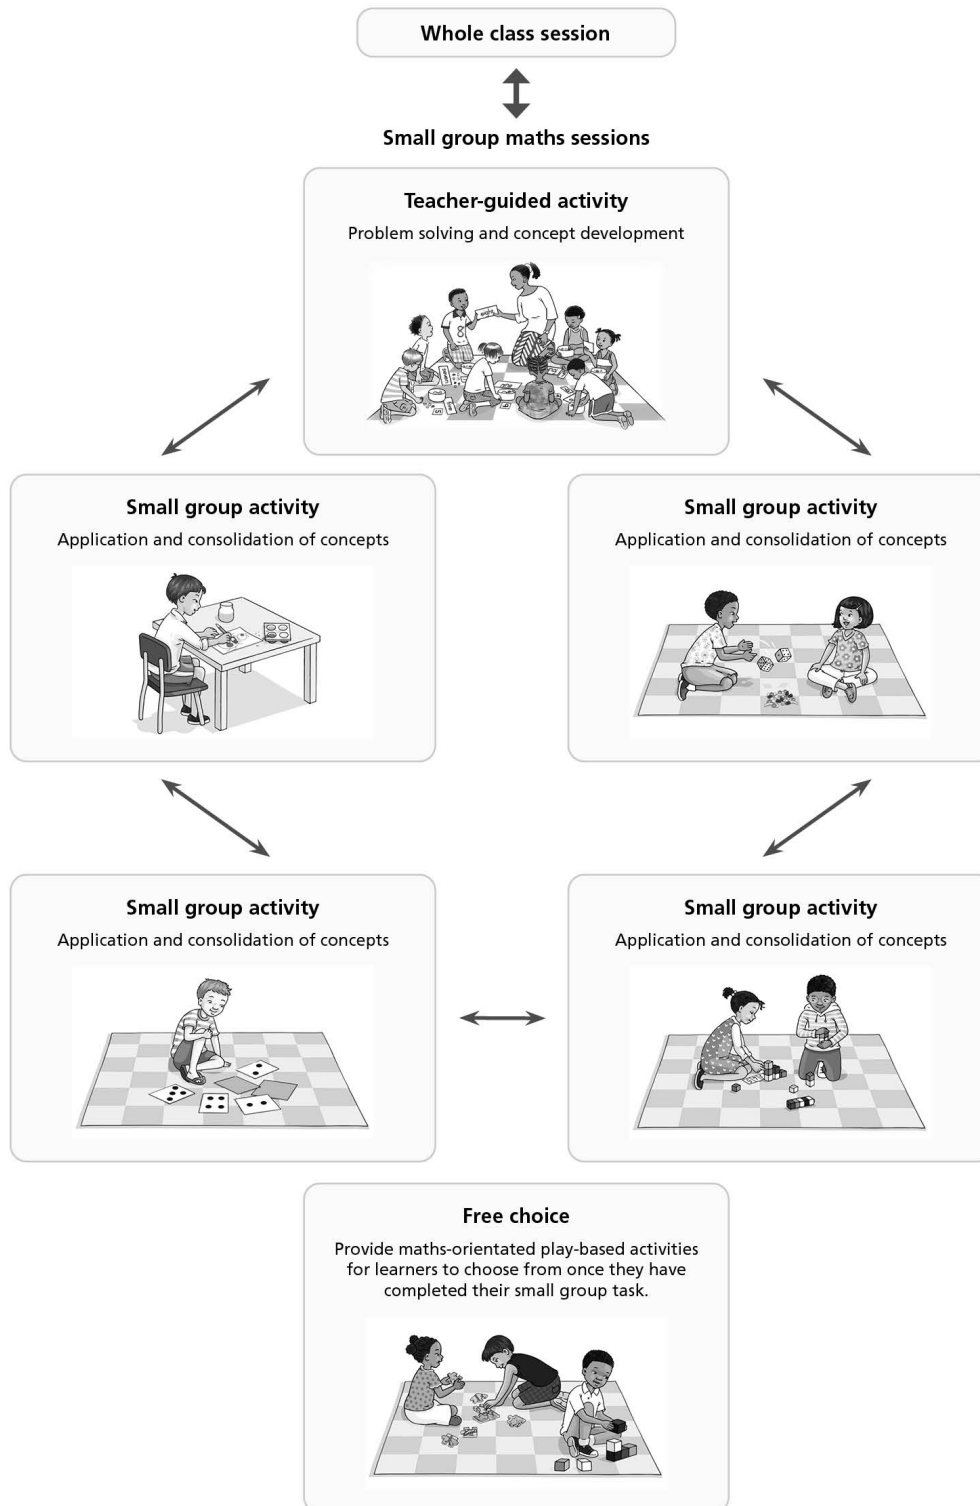 Whole class session
Small group maths sessions
Teacher-guided activity
Problem solving and concept development
Small group activity
Application and consolidation of concepts
Small group activity
Application and consolidation of concepts
Small group activity
Application and consolidation of concepts
Small group activity
Application and consolidation of concepts
Free choice
Provide maths-orientated play-based activities
for learners to choose from once they have
completed their small group task.